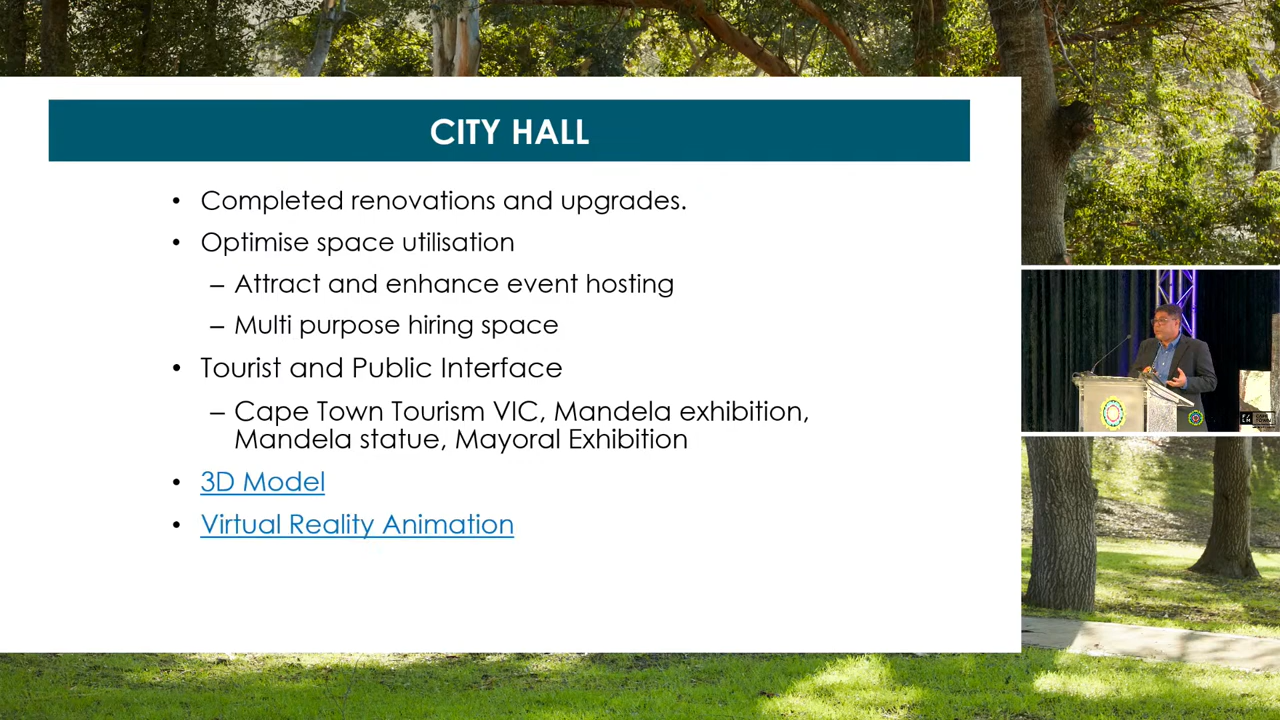 CITY HALL
• Completed renovations and upgrades.
• Optimise space utilisation
– Attract and enhance event hosting
– Multi purpose hiring space
• Tourist and Public Interface
– Cape Town Tourism VIC, Mandela exhibition,
Mandela statue, Mayoral Exhibition
• 3D Model
• Virtual Reality Animation